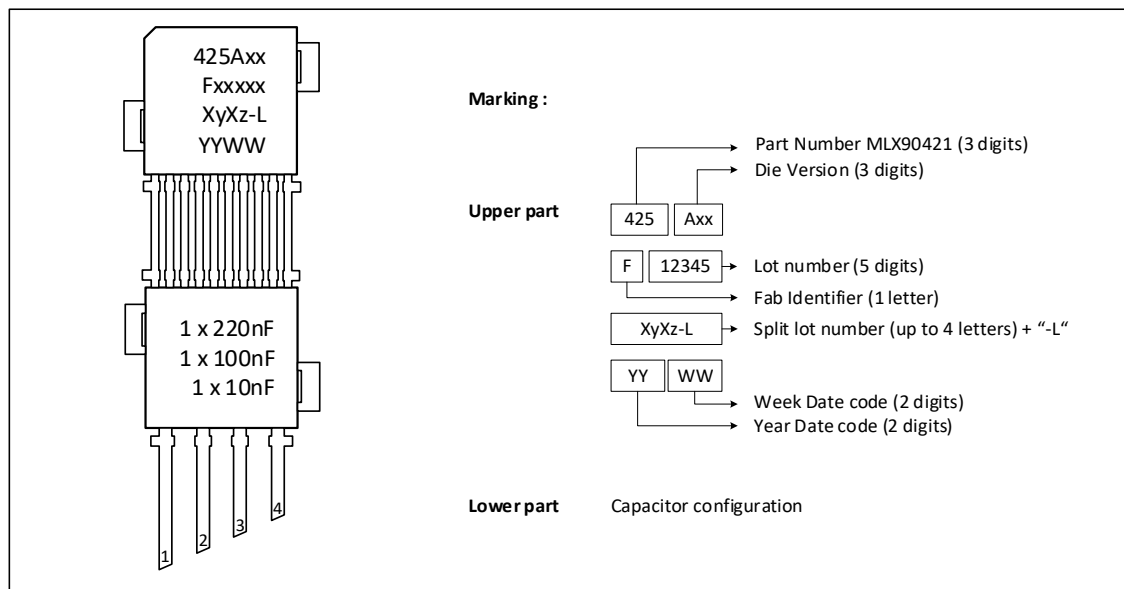 425Axx
Fxxxxx
XyXz-L
YYWW
1 x 220nF
1 x 100nF
1 x 10nF
1
2
3
4
Marking :
Part Number MLX90421 (3 digits)
Die Version (3 digits)
Upper part
425 Axx
F 12345 Lot number (5 digits)
Fab Identifier (1 letter)
XyXz-L Split lot number (up to 4 letters) + “-L“
YY WW
Week Date code (2 digits)
Year Date code (2 digits)
Lower part Capacitor configuration